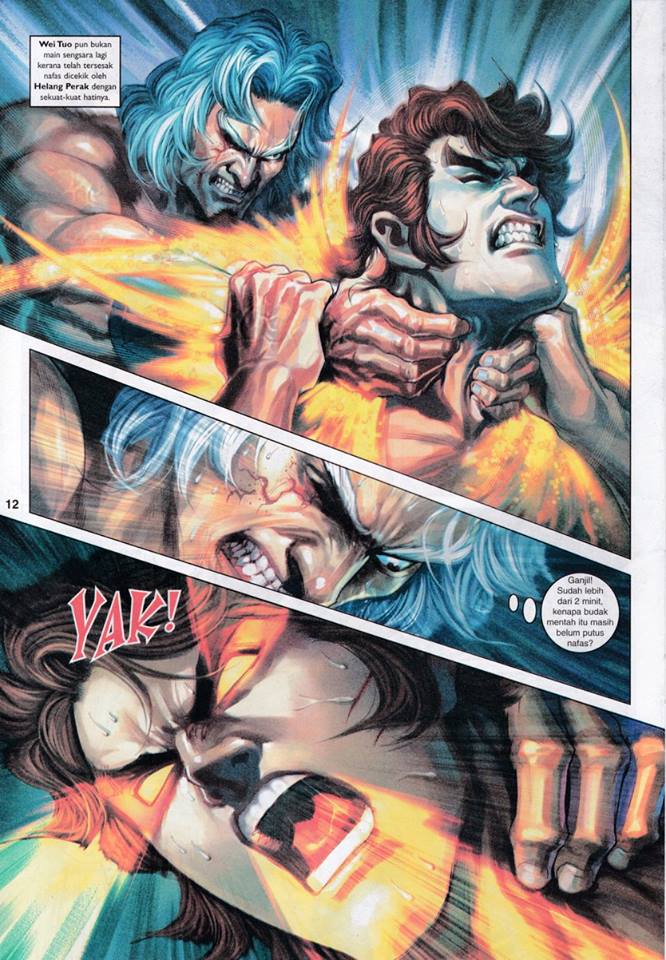 Wei Tuo pun bukan
main sengsara lagi
kerana telah tersesak
nafas dicekik oleh
Helang Perak dengan
sekuat-kuat hatinya.
12
Ganjil!
Sudah lebih
dari 2 minit,
kenapa budak
mentah itu masih
belum putus
nafas?
YAK!